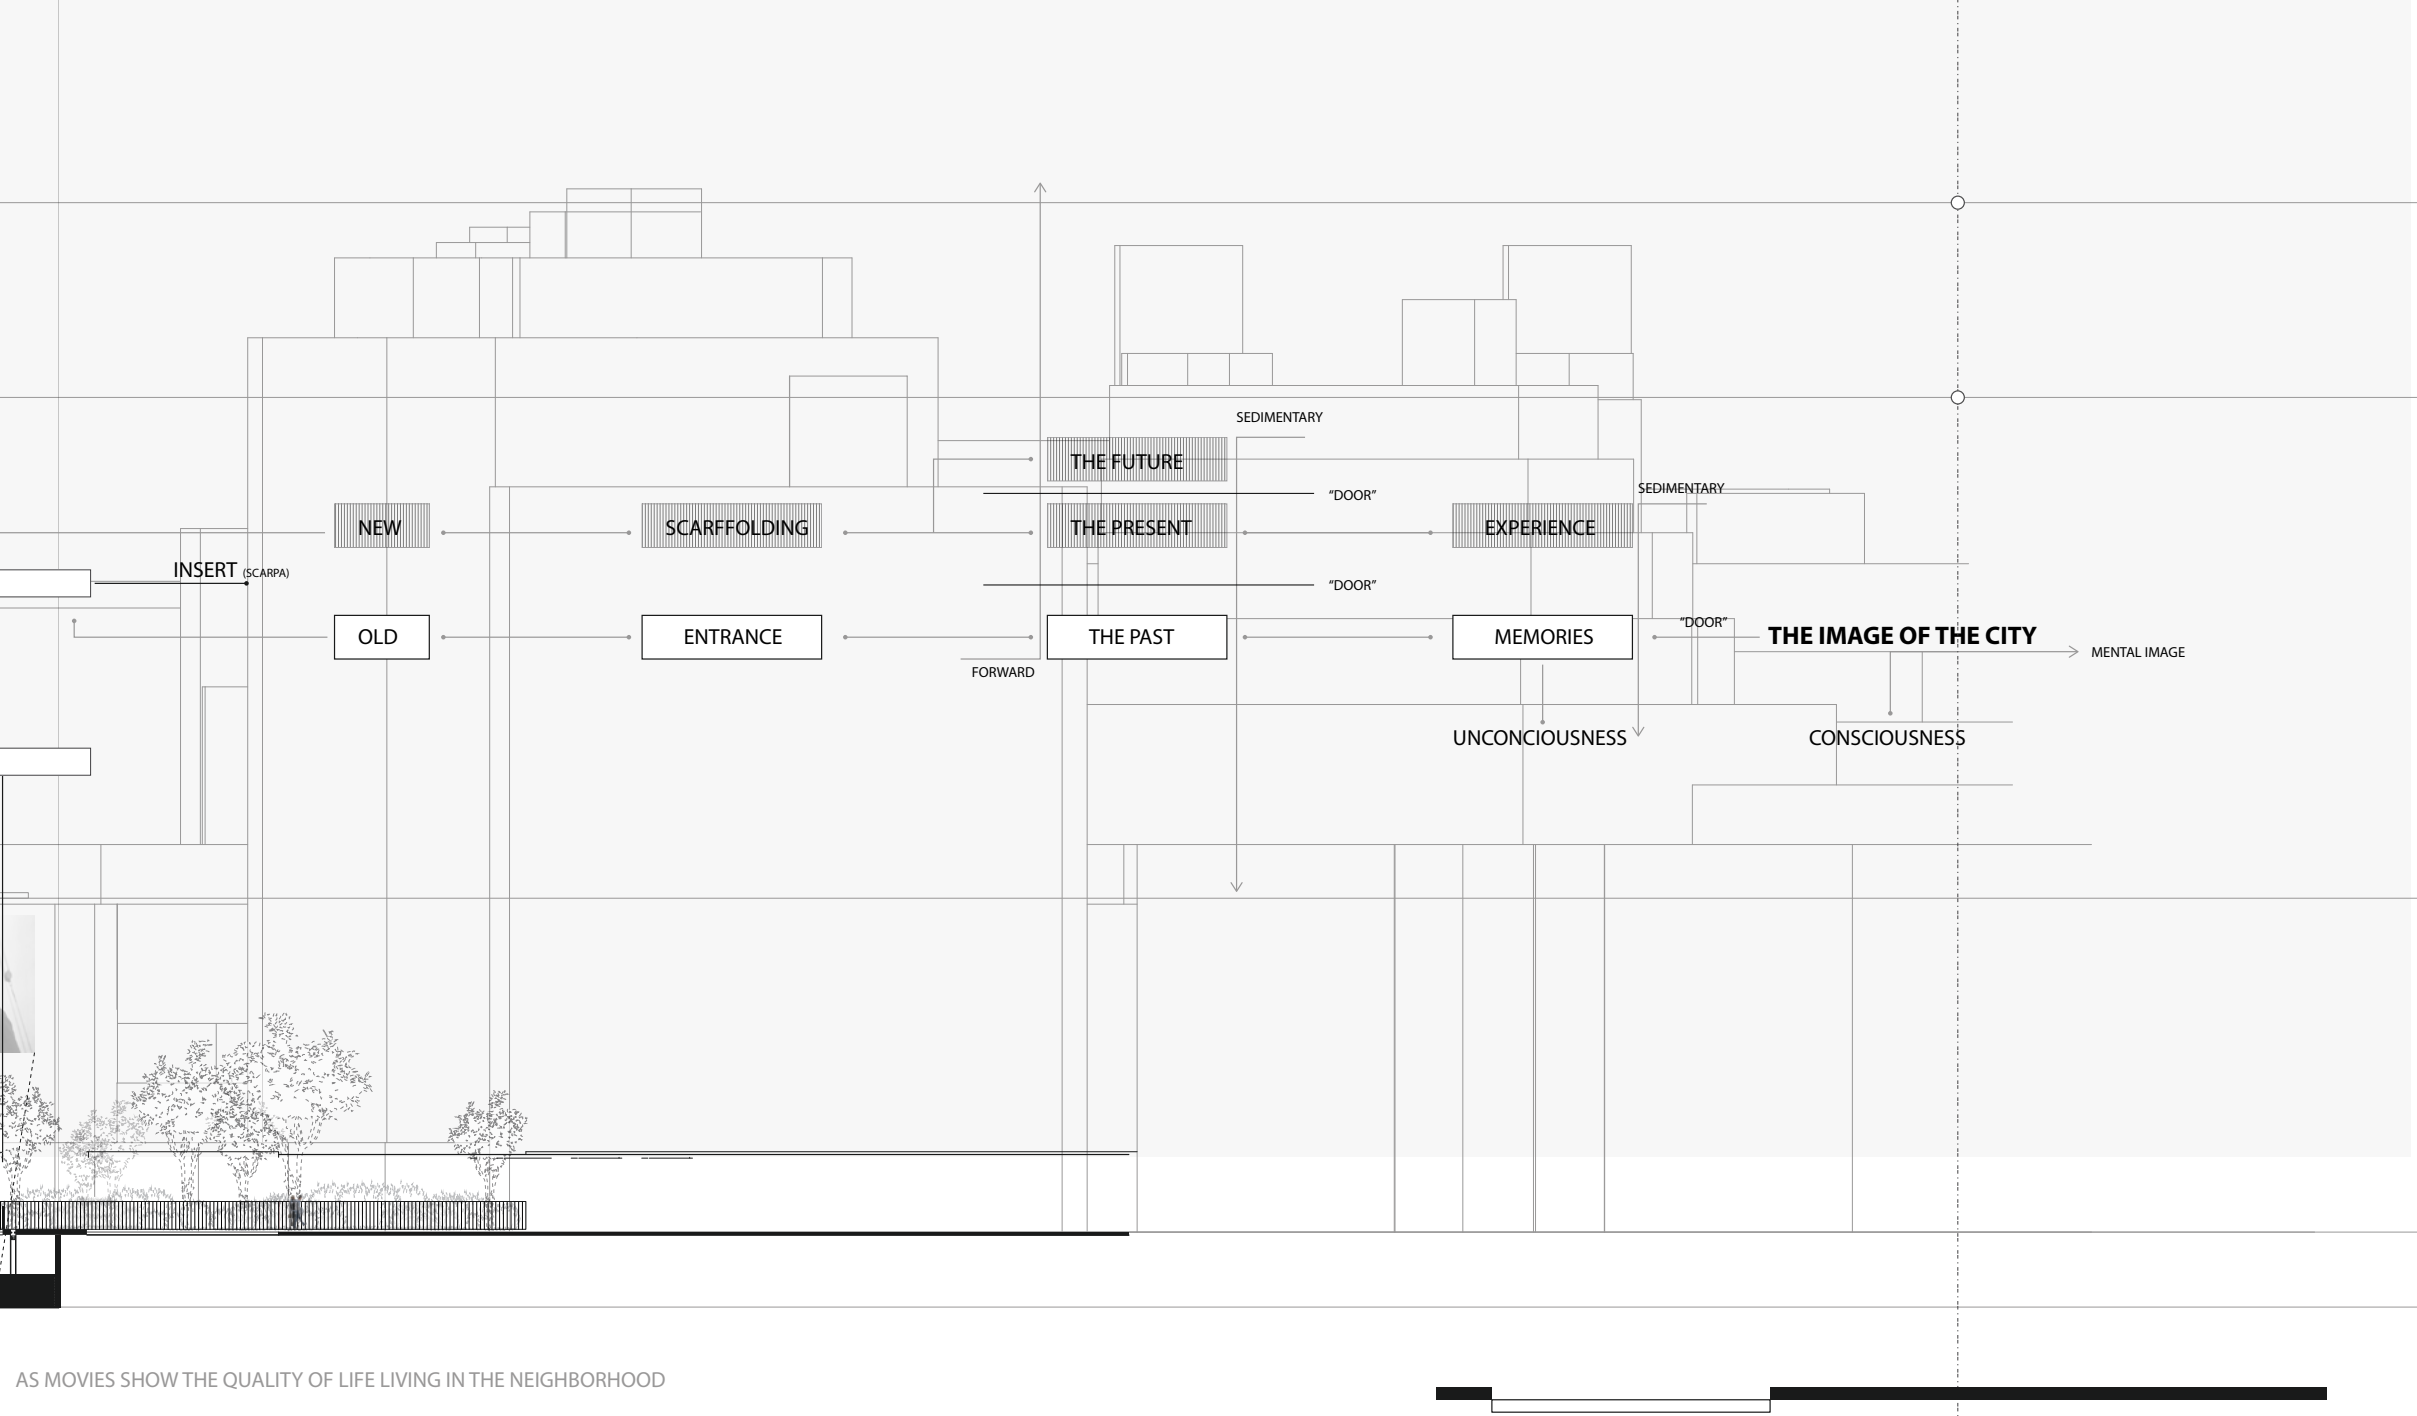 SEDIMENTARY
THE FUTURE
SEDIMENTARY
“DOOR”
NEW
SCARFFOLDING
THE PRESENT
EXPERIENCE
INSERT (SCARPA)
“DOOR”
“DOOR”
OLD
ENTRANCE
THE PAST
MEMORIES
THE IMAGE OF THE CITY
MENTAL IMAGE
FORWARD
UNCONCIOUSNESS
CONSCIOUSNESS
AS MOVIES SHOW THE QUALITY OF LIFE LIVING IN THE NEIGHBORHOOD